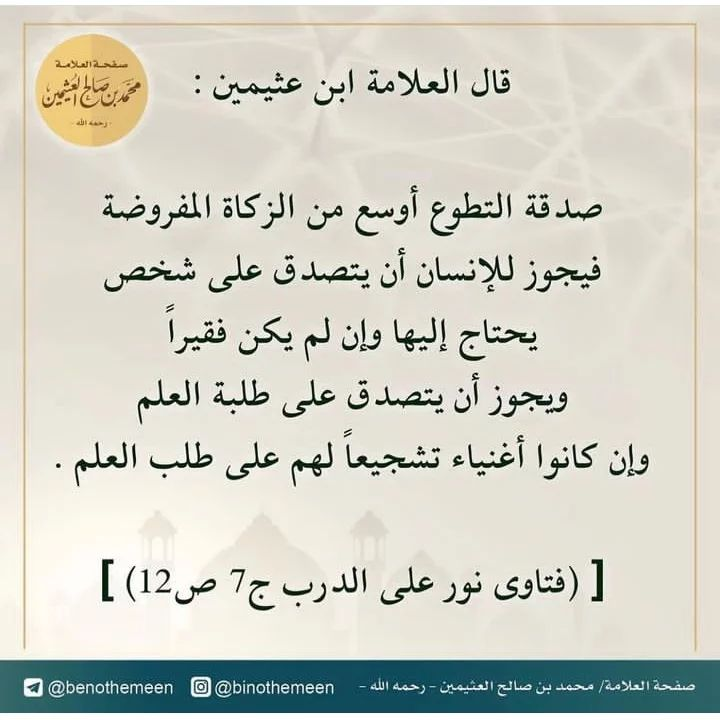 صفحة العلامة
محمد بن صالح العثيمين
- رحمه الله -
قال العلامة ابن عثيمين :
صدقة التطوع أوسع من الزكاة المفروضة
فيجوز للإنسان أن يتصدق على شخص
يحتاج إليها وإن لم يكن فقيراً
ويجوز أن يتصدق على طلبة العلم
وإن كانوا أغنياء تشجيعاً لهم على طلب العلم .
[ (فتاوى نور على الدرب ج7 ص12) ]
صفحة العلامة/ محمد بن صالح العثيمين - رحمه الله - @binothemeen @benothemeen